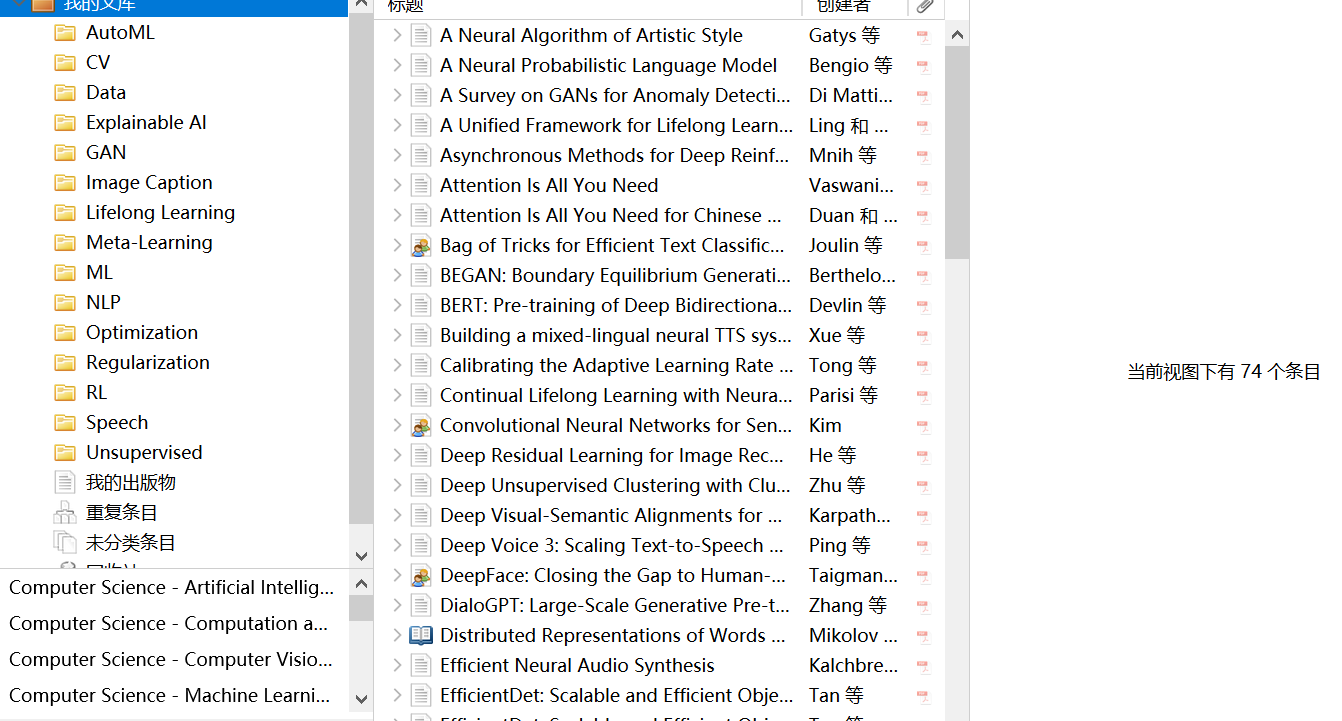 我的文库
AutoML
CV
Data
Explainable AI
GAN
Image Caption
Lifelong Learning
Meta-Learning
ML
NLP
Optimization
Regularization
RL
Speech
Unsupervised
我的出版物
重复条目
未分类条目
回收站
Computer Science - Artificial Intellig...
Computer Science - Computation a...
Computer Science - Computer Visio...
Computer Science - Machine Learni...
标题 创建者
A Neural Algorithm of Artistic Style Gatys 等
A Neural Probabilistic Language Model Bengio 等
A Survey on GANs for Anomaly Detecti... Di Matti...
A Unified Framework for Lifelong Learn... Ling 和 ...
Asynchronous Methods for Deep Reinf... Mnih 等
Attention Is All You Need Vaswani...
Attention Is All You Need for Chinese ... Duan 和 ...
Bag of Tricks for Efficient Text Classific... Joulin 等
BEGAN: Boundary Equilibrium Generati... Berthelo...
BERT: Pre-training of Deep Bidirectiona... Devlin 等
Building a mixed-lingual neural TTS sys... Xue 等
Calibrating the Adaptive Learning Rate ... Tong 等
Continual Lifelong Learning with Neura... Parisi 等
Convolutional Neural Networks for Sen... Kim
Deep Residual Learning for Image Rec... He 等
Deep Unsupervised Clustering with Clu... Zhu 等
Deep Visual-Semantic Alignments for ... Karpath...
Deep Voice 3: Scaling Text-to-Speech ... Ping 等
DeepFace: Closing the Gap to Human-... Taigman...
DialoGPT: Large-Scale Generative Pre-t... Zhang 等
Distributed Representations of Words ... Mikolov ...
Efficient Neural Audio Synthesis Kalchbre...
EfficientDet: Scalable and Efficient Obje... Tan 等
EfficientDet: Scalable and Efficient Obje... Tan 等
当前视图下有 74 个条目